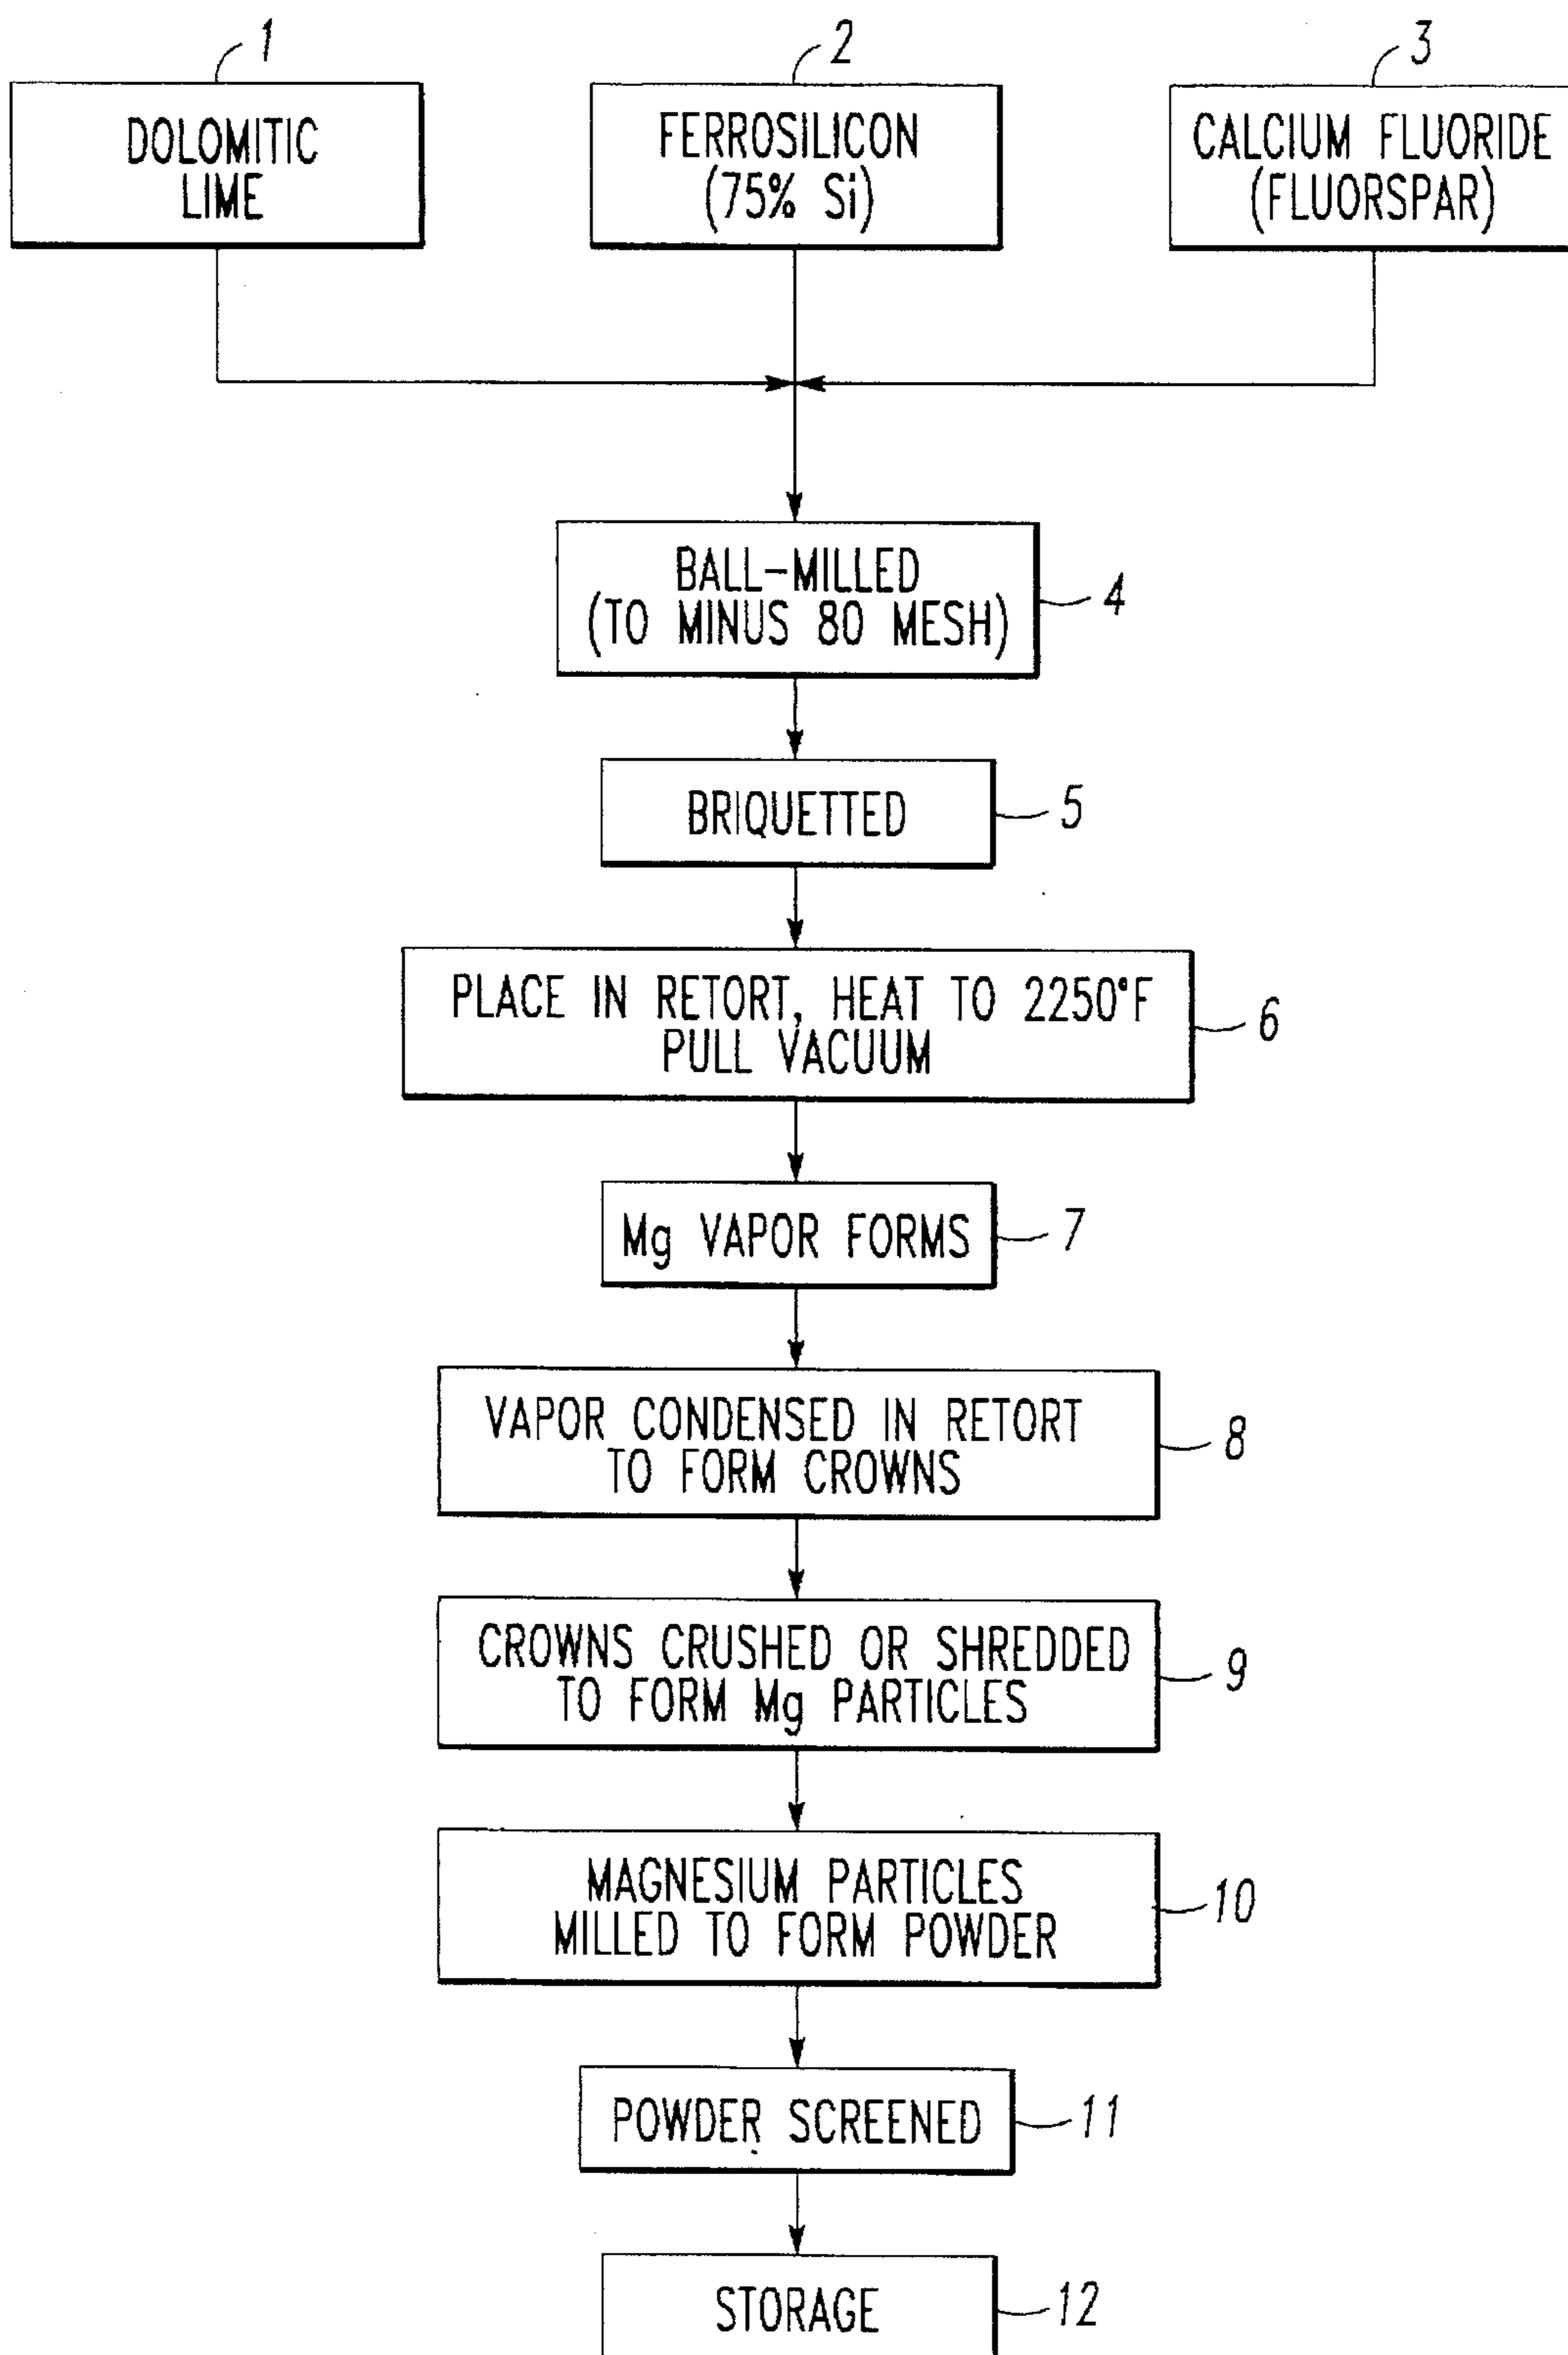 1
2
3
DOLOMITIC
LIME
FERROSILICON
(75% Si)
CALCIUM FLUORIDE
(FLUORSPAR)
BALL-MILLED
(TO MINUS 80 MESH)
4
BRIQUETTED
5
PLACE IN RETORT, HEAT TO 2250°F
PULL VACUUM
6
Mg VAPOR FORMS
7
VAPOR CONDENSED IN RETORT
TO FORM CROWNS
8
CROWNS CRUSHED OR SHREDDED
TO FORM Mg PARTICLES
9
MAGNESIUM PARTICLES
MILLED TO FORM POWDER
10
POWDER SCREENED
11
STORAGE
12